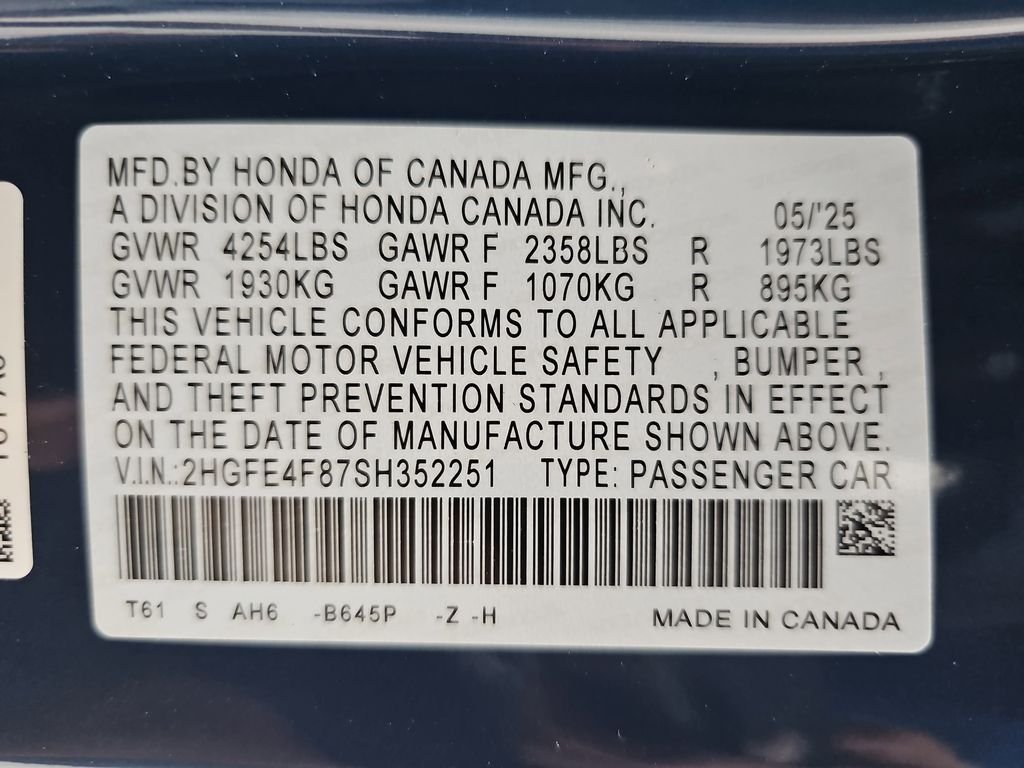 MFD.BY HONDA OF CANADA MFG.,
A DIVISION OF HONDA CANADA INC. 05/'25
GVWR 4254LBS GAWR F 2358LBS R 1973LBS
GVWR 1930KG GAWR F 1070KG R 895KG
THIS VEHICLE CONFORMS TO ALL APPLICABLE
FEDERAL MOTOR VEHICLE SAFETY , BUMPER ,
AND THEFT PREVENTION STANDARDS IN EFFECT
ON THE DATE OF MANUFACTURE SHOWN ABOVE.
V.I.N.:2HGFE4F87SH352251 TYPE: PASSENGER CAR
T61 S AH6 -B645P -Z -H MADE IN CANADA